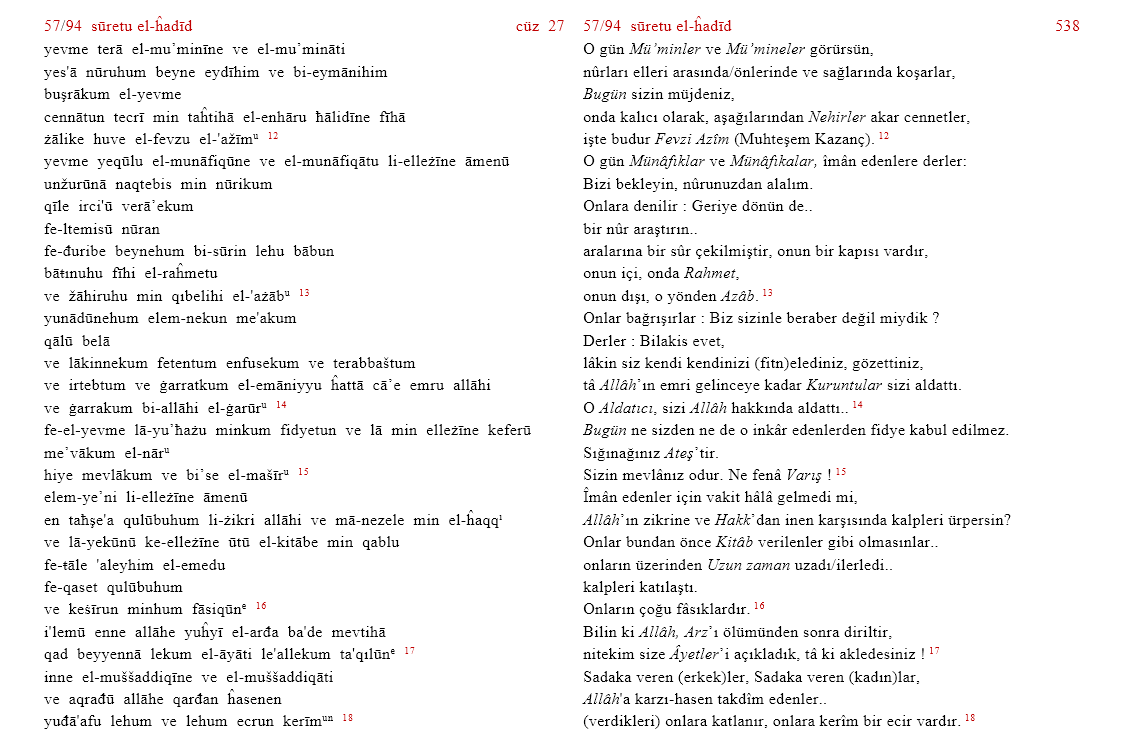 57/94 sūretu el-ĥadīd cüz 27
yevme terā el-mu’minīne ve el-mu’mināti
yes'ā nūruhum beyne eydīhim ve bi-eymānihim
buşrākum el-yevme
cennātun tecrī min taĥtihā el-enhāru ħālidīne fīhā
żālike huve el-fevzu el-'ažīmᵘ 12
yevme yeqūlu el-munāfiqūne ve el-munāfiqātu li-elleżīne āmenū
unžurūnā naqtebis min nūrikum
qīle irci'ū verā’ekum
fe-ltemisū nūran
fe-đuribe beynehum bi-sūrin lehu bābun
bāŧınuhu fīhi el-raĥmetu
ve žāhiruhu min qıbelihi el-'ażābᵘ 13
yunādūnehum elem-nekun me'akum
qālū belā
ve lākinnekum fetentum enfusekum ve terabbaštum
ve irtebtum ve ġarratkum el-emāniyyu ĥattā cā’e emru allāhi
ve ġarrakum bi-allāhi el-ġarūrᵘ 14
fe-el-yevme lā-yu’ħażu minkum fidyetun ve lā min elleżīne keferū
me’vākum el-nārᵘ
hiye mevlākum ve bi’se el-mašīrᵘ 15
elem-ye’ni li-elleżīne āmenū
en taħşe'a qulūbuhum li-żikri allāhi ve mā-nezele min el-ĥaqqᶦ
ve lā-yekūnū ke-elleżīne ūtū el-kitābe min qablu
fe-ŧāle 'aleyhim el-emedu
fe-qaset qulūbuhum
ve keśīrun minhum fāsiqūnᵉ 16
i'lemū enne allāhe yuĥyī el-arđa ba'de mevtihā
qad beyyennā lekum el-āyāti le'allekum ta'qılūnᵉ 17
inne el-muššaddiqīne ve el-muššaddiqāti
ve aqrađū allāhe qarđan ĥasenen
yuđā'afu lehum ve lehum ecrun kerīmᵘⁿ 18
57/94 sūretu el-ĥadīd 538
O gün Mü’minler ve Mü’mineler görürsün,
nûrları elleri arasında/önlerinde ve sağlarında koşarlar,
Bugün sizin müjdeniz,
onda kalıcı olarak, aşağılarından Nehirler akar cennetler,
işte budur Fevzi Azîm (Muhteşem Kazanç). 12
O gün Münâfıklar ve Münâfıkalar, îmân edenlere derler:
Bizi bekleyin, nûrunuzdan alalım.
Onlara denilir : Geriye dönün de..
bir nûr araştırın..
aralarına bir sûr çekilmiştir, onun bir kapısı vardır,
onun içi, onda Rahmet,
onun dışı, o yönden Azâb. 13
Onlar bağrışırlar : Biz sizinle beraber değil miydik ?
Derler : Bilakis evet,
lâkin siz kendi kendinizi (fitn)elediniz, gözettiniz,
tâ Allâh’ın emri gelinceye kadar Kuruntular sizi aldattı.
O Aldatıcı, sizi Allâh hakkında aldattı.. 14
Bugün ne sizden ne de o inkâr edenlerden fidye kabul edilmez.
Sığınağınız Ateş’tir.
Sizin mevlânız odur. Ne fenâ Varış ! 15
Îmân edenler için vakit hâlâ gelmedi mi,
Allâh’ın zikrine ve Hakk’dan inen karşısında kalpleri ürpersin?
Onlar bundan önce Kitâb verilenler gibi olmasınlar..
onların üzerinden Uzun zaman uzadı/ilerledi..
kalpleri katılaştı.
Onların çoğu fâsıklardır. 16
Bilin ki Allâh, Arz’ı ölümünden sonra diriltir,
nitekim size Âyetler’i açıkladık, tâ ki akledesiniz ! 17
Sadaka veren (erkek)ler, Sadaka veren (kadın)lar,
Allâh'a karzı-hasen takdîm edenler..
(verdikleri) onlara katlanır, onlara kerîm bir ecir vardır. 18